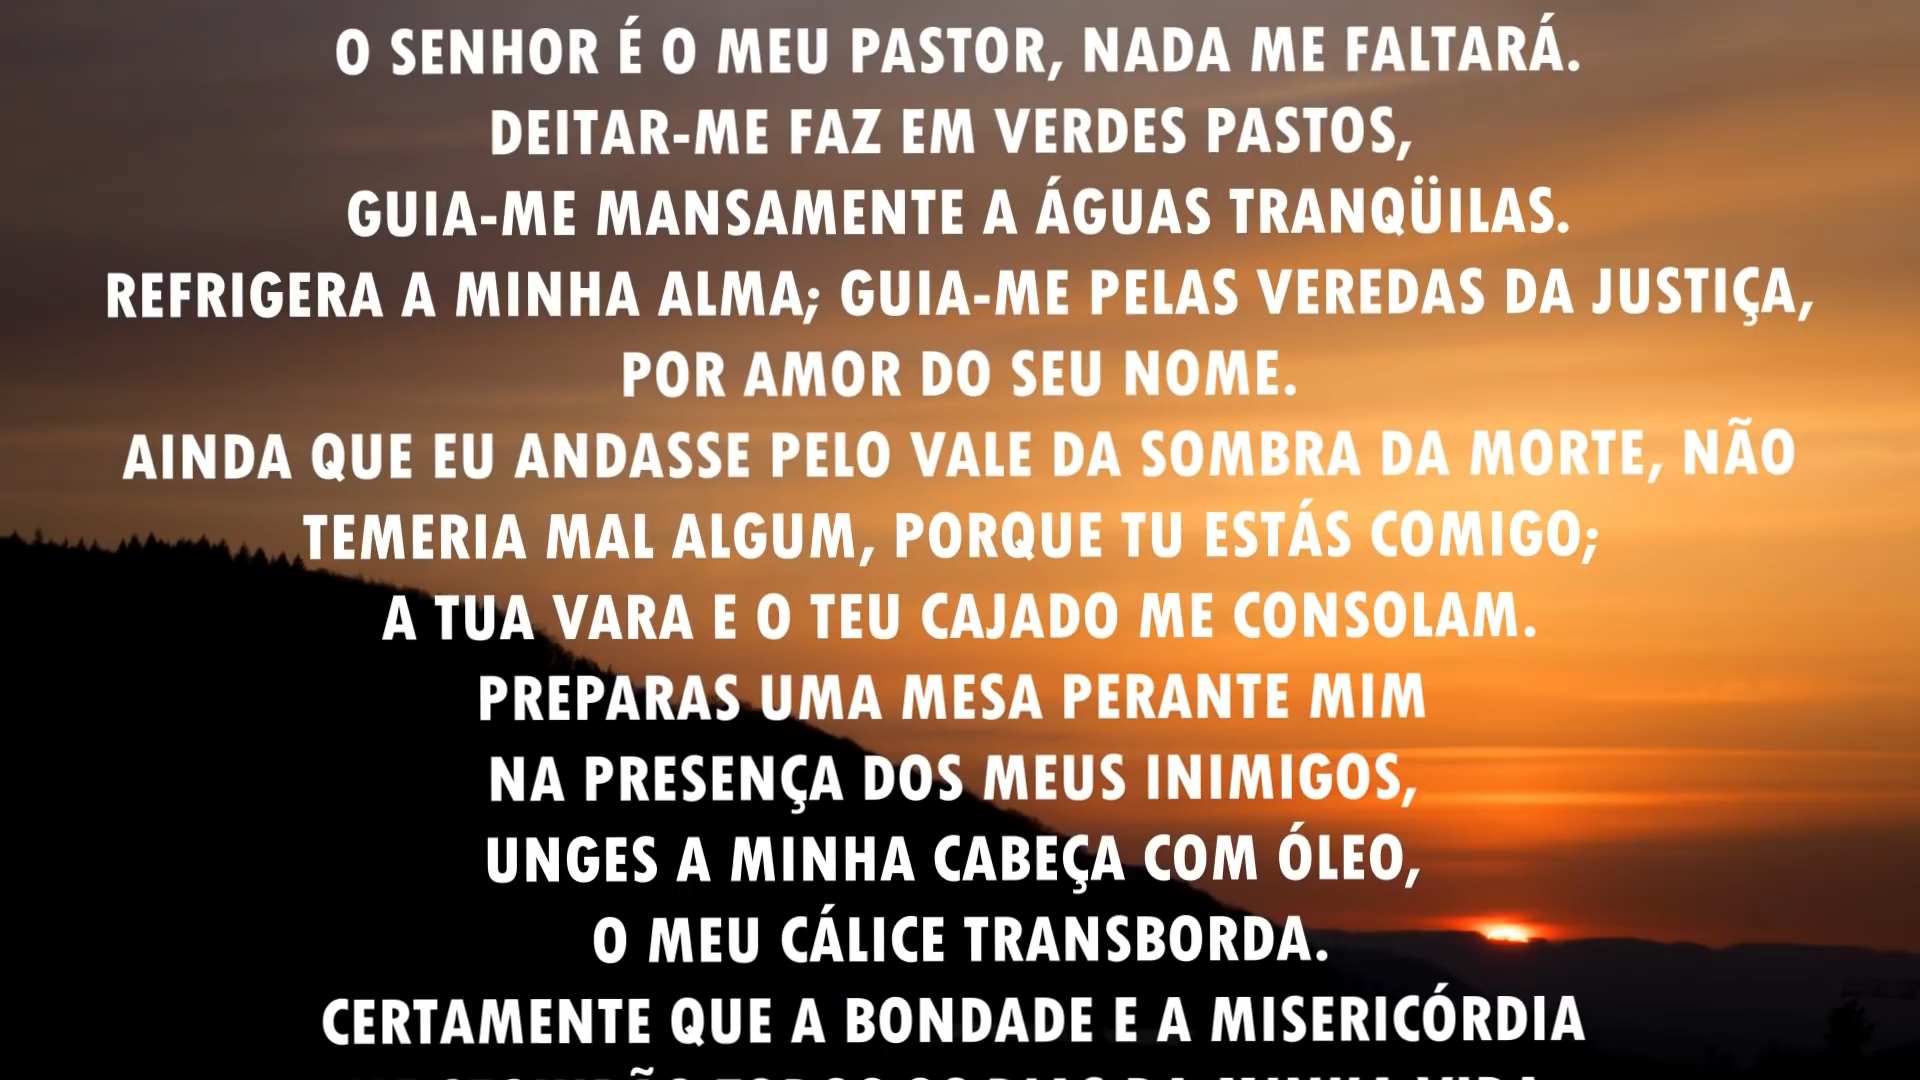 O SENHOR É O MEU PASTOR, NADA ME FALTARÁ.
DEITAR-ME FAZ EM VERDES PASTOS,
GUIA-ME MANSAMENTE A ÁGUAS TRANQÜILAS.
REFRIGERA A MINHA ALMA; GUIA-ME PELAS VEREDAS DA JUSTIÇA,
POR AMOR DO SEU NOME.
AINDA QUE EU ANDASSE PELO VALE DA SOMBRA DA MORTE, NÃO
TEMERIA MAL ALGUM, PORQUE TU ESTÁS COMIGO;
A TUA VARA E O TEU CAJADO ME CONSOLAM.
PREPARAS UMA MESA PERANTE MIM
NA PRESENÇA DOS MEUS INIMIGOS,
UNGES A MINHA CABEÇA COM ÓLEO,
O MEU CÁLICE TRANSBORDA.
CERTAMENTE QUE A BONDADE E A MISERICÓRDIA